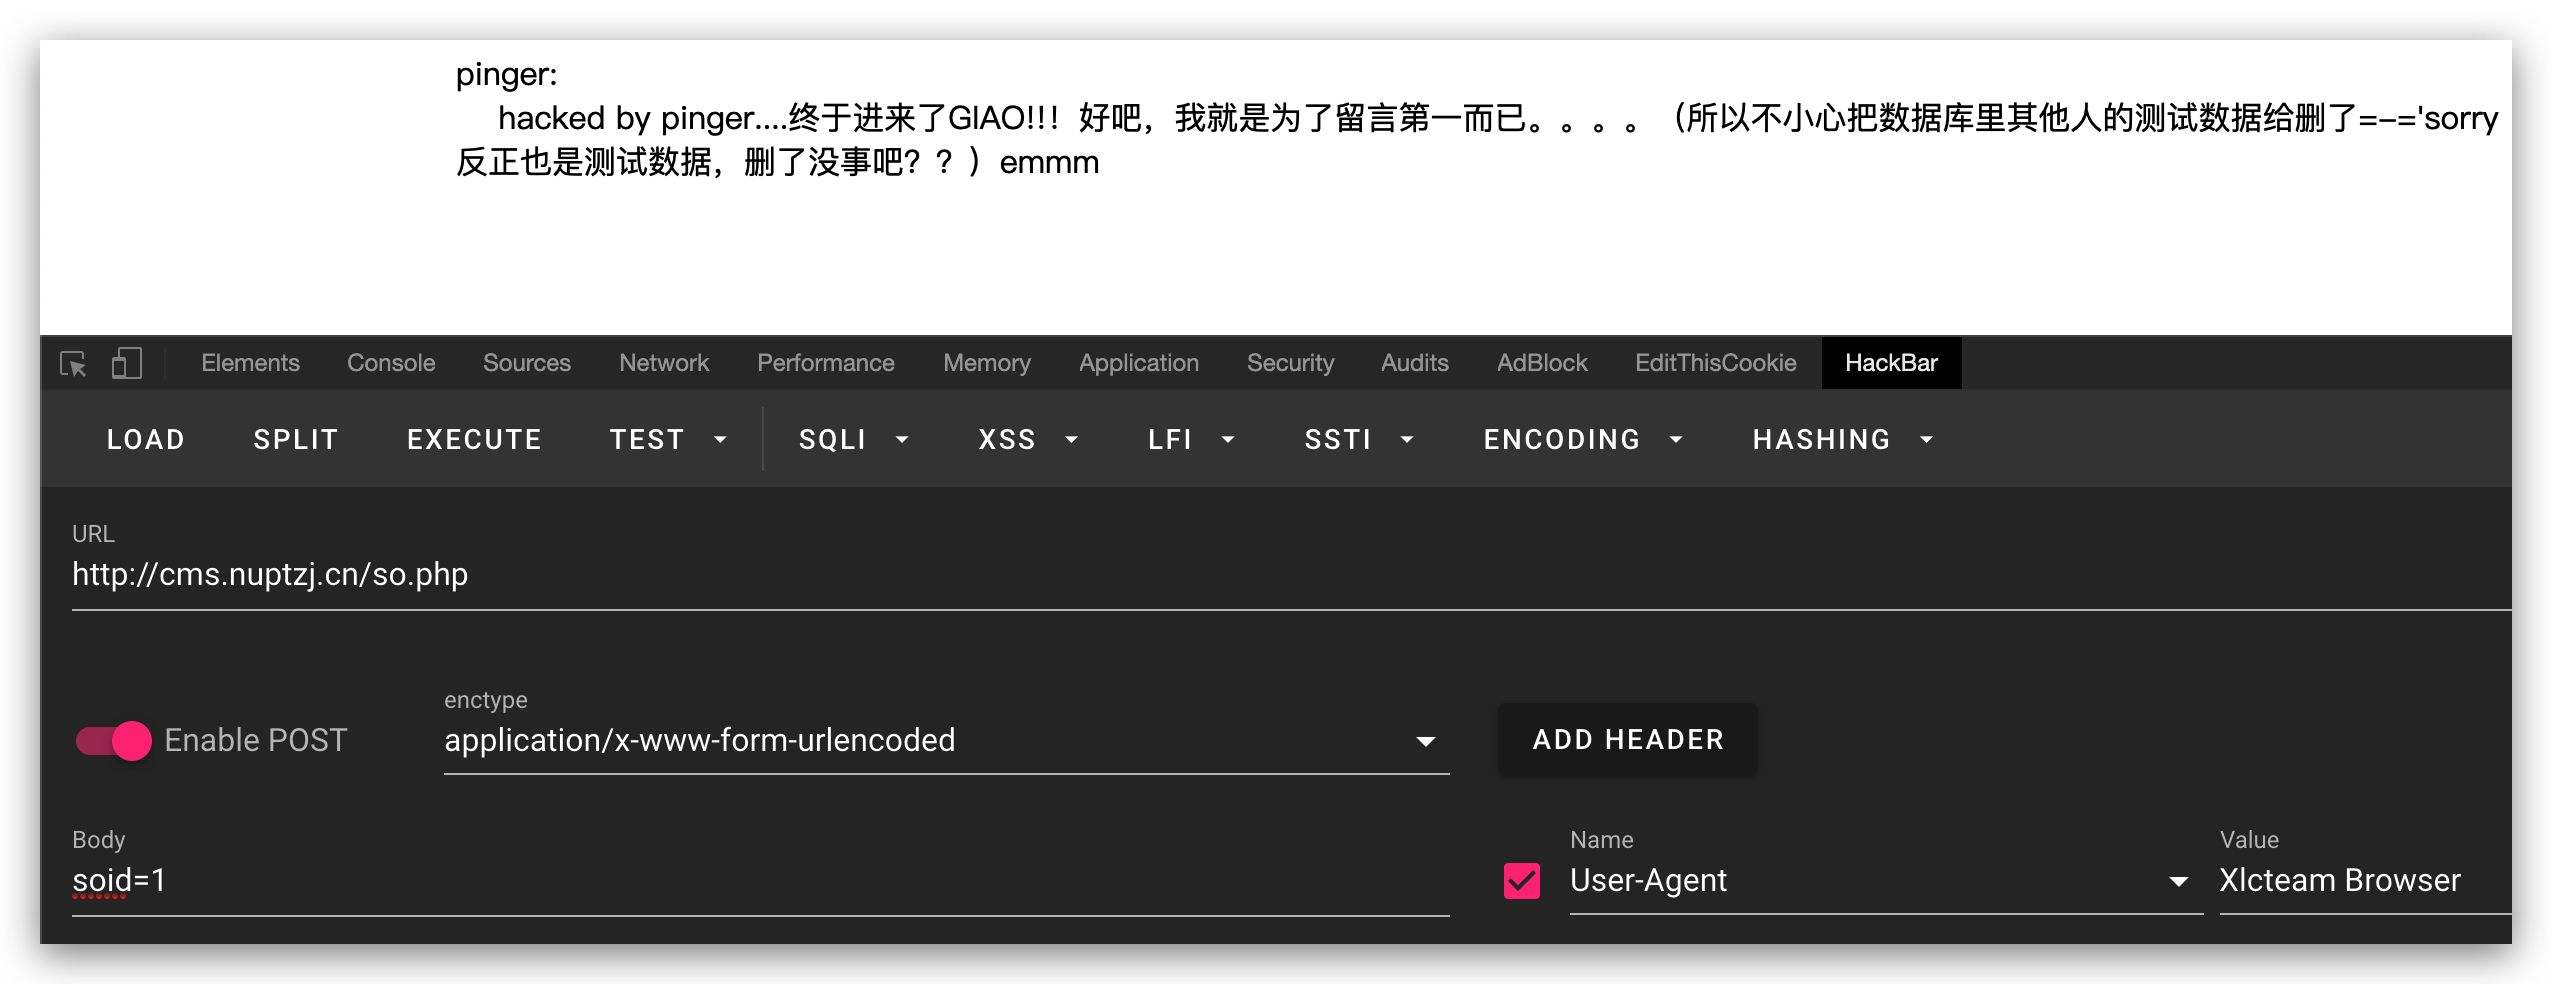 pinger:
hacked by pinger....终于进来了GIAO!!！好吧，我就是为了留言第一而已。。。。（所以不小心把数据库里其他人的测试数据给删了=-='sorry
反正也是测试数据，删了没事吧？？）emmm
Elements Console Sources Network Performance Memory Application Security Audits AdBlock EditThisCookie HackBar
LOAD SPLIT EXECUTE TEST SQLI XSS LFI SSTI ENCODING HASHING
URL
http://cms.nuptzj.cn/so.php
enctype
Enable POST application/x-www-form-urlencoded ADD HEADER
Body Name Value
soid=1 User-Agent Xlcteam Browser